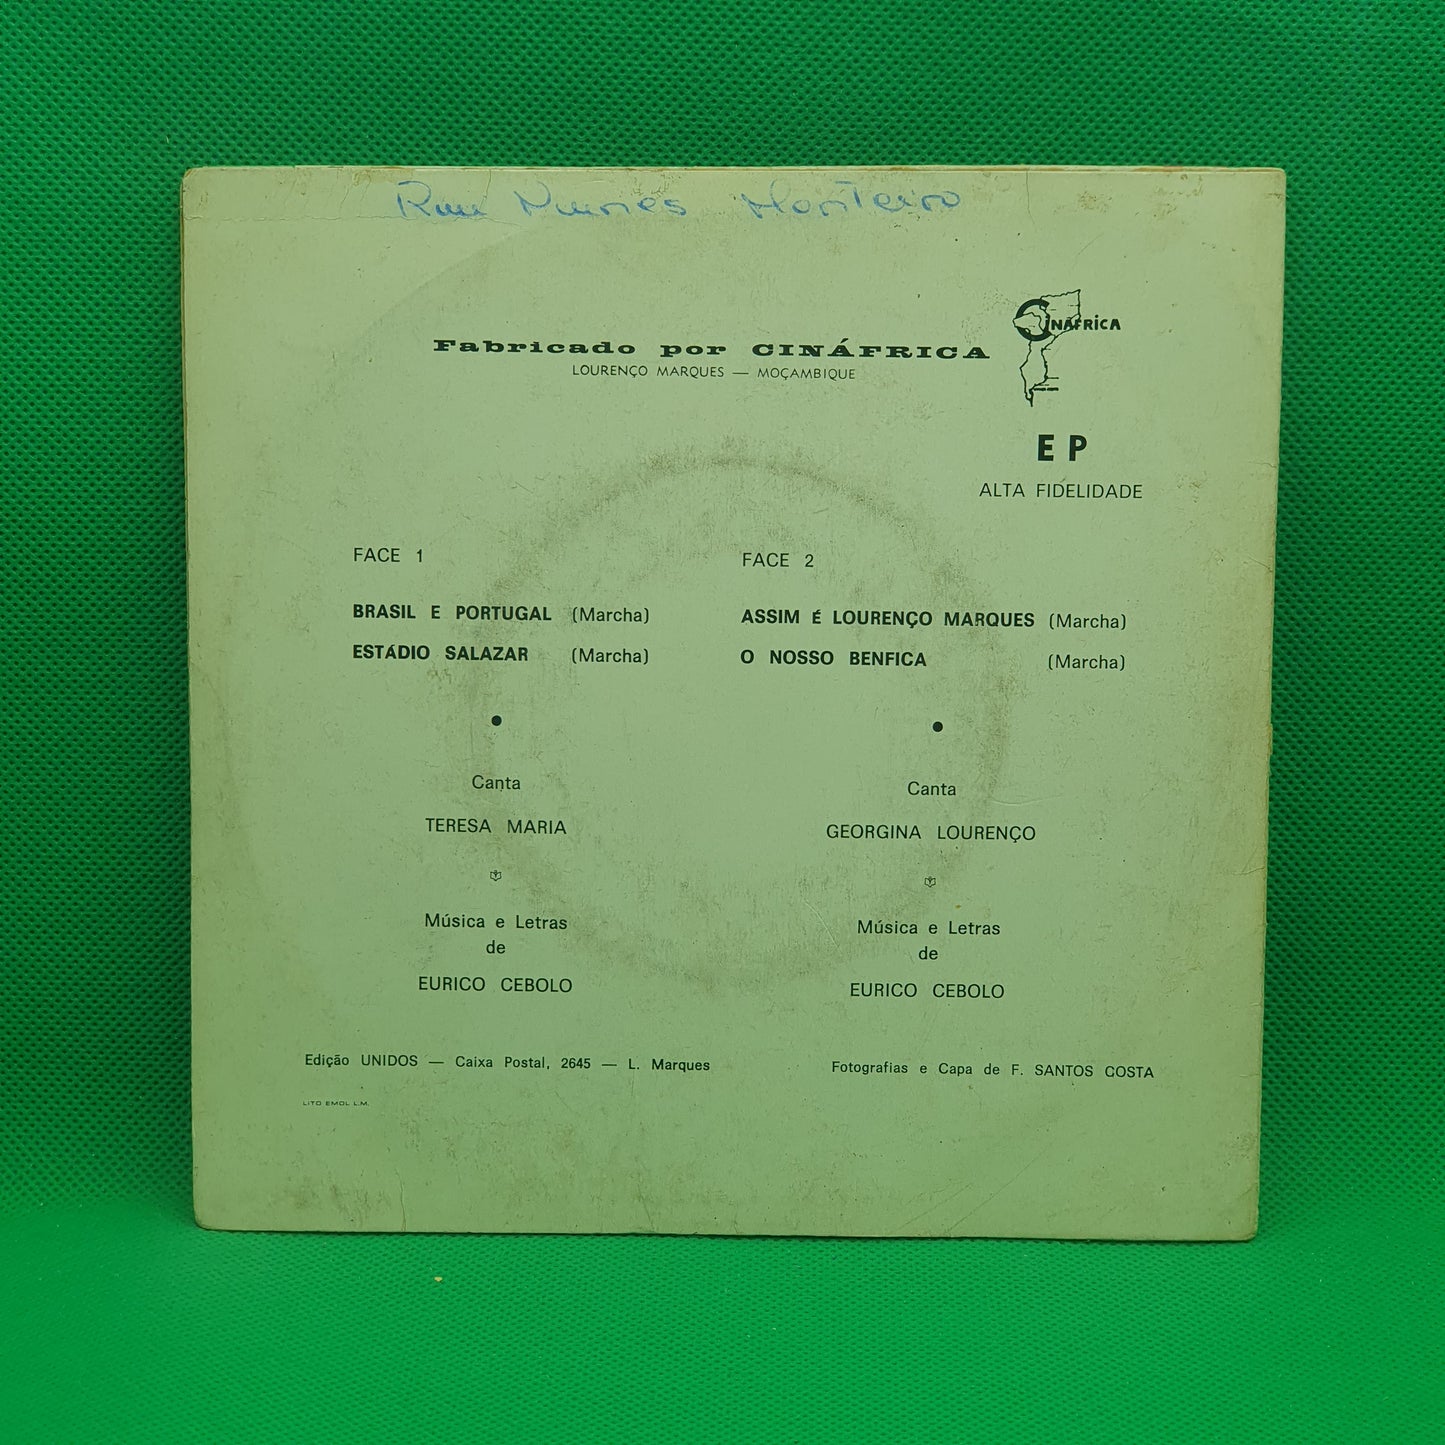 Rui Nunes Monteiro
CINÁFRICA
Fabricado por CINÁFRICA
LOURENÇO MARQUES — MOÇAMBIQUE
EP
ALTA FIDELIDADE
FACE 1
BRASIL E PORTUGAL (Marcha)
ESTÁDIO SALAZAR (Marcha)
Canta
TERESA MARIA
Música e Letras
de
EURICO CEBOLO
FACE 2
ASSIM É LOURENÇO MARQUES (Marcha)
O NOSSO BENFICA (Marcha)
Canta
GEORGINA LOURENÇO
Música e Letras
de
EURICO CEBOLO
Edição UNIDOS — Caixa Postal, 2645 — L. Marques
Fotografias e Capa de F. SANTOS COSTA
LITO EMOL L.M.